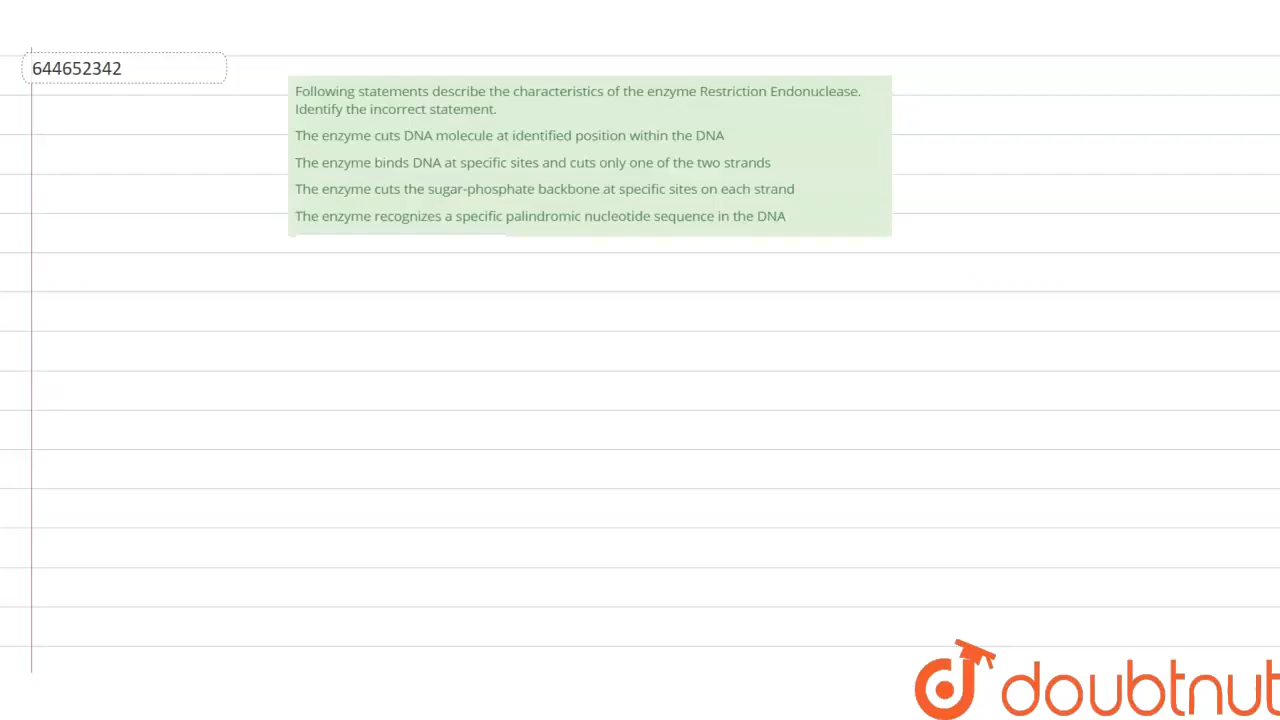 644652342
Following statements describe the characteristics of the enzyme Restriction Endonuclease.
Identify the incorrect statement.
The enzyme cuts DNA molecule at identified position within the DNA
The enzyme binds DNA at specific sites and cuts only one of the two strands
The enzyme cuts the sugar-phosphate backbone at specific sites on each strand
The enzyme recognizes a specific palindromic nucleotide sequence in the DNA
doubtnut